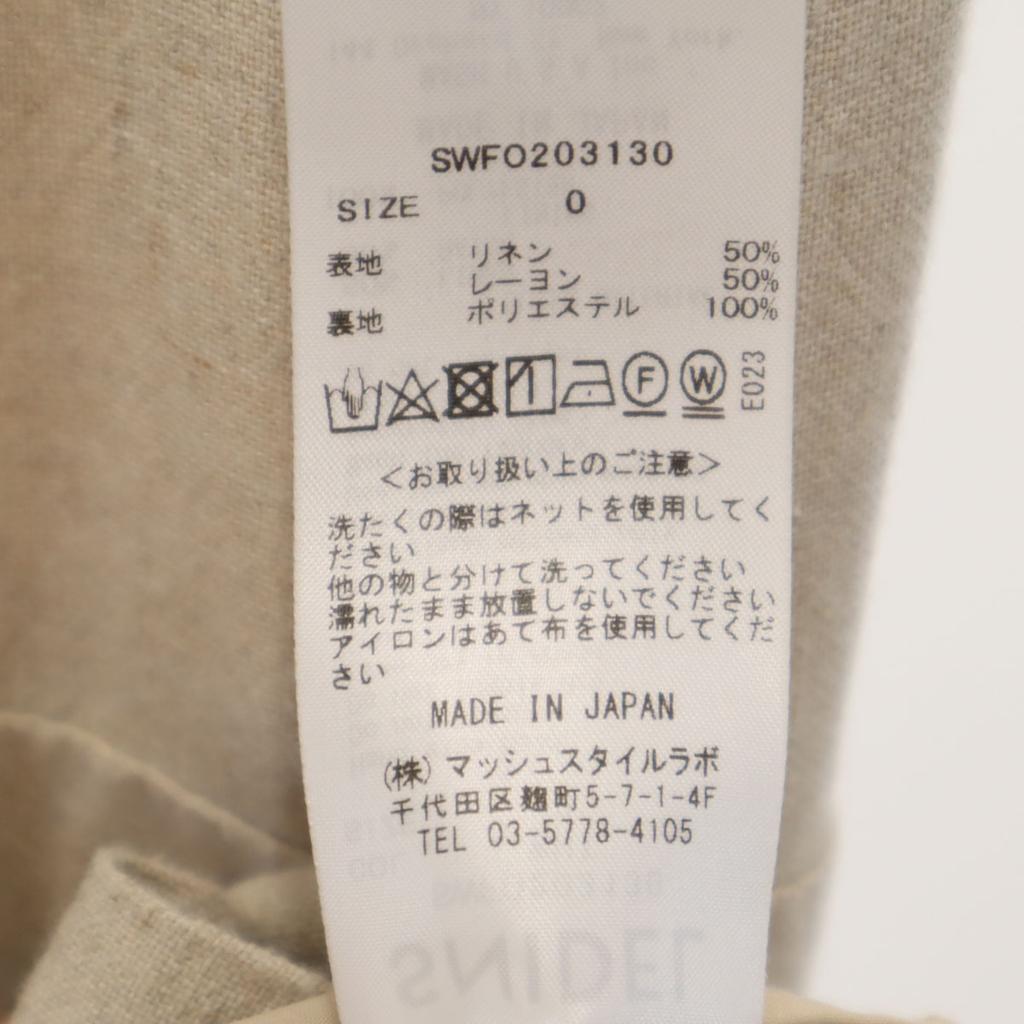 SWFO203130
SIZE 0
表地 リネン 50%
レーヨン 50%
裏地 ポリエステル 100%
F W E023
＜お取り扱い上のご注意＞
洗たくの際はネットを使用してく
ださい
他の物と分けて洗ってください
濡れたまま放置しないでください
アイロンはあて布を使用してくだ
さい
MADE IN JAPAN
(株) マッシュスタイルラボ
千代田区麹町5-7-1-4F
TEL 03-5778-4105
SNIDEL